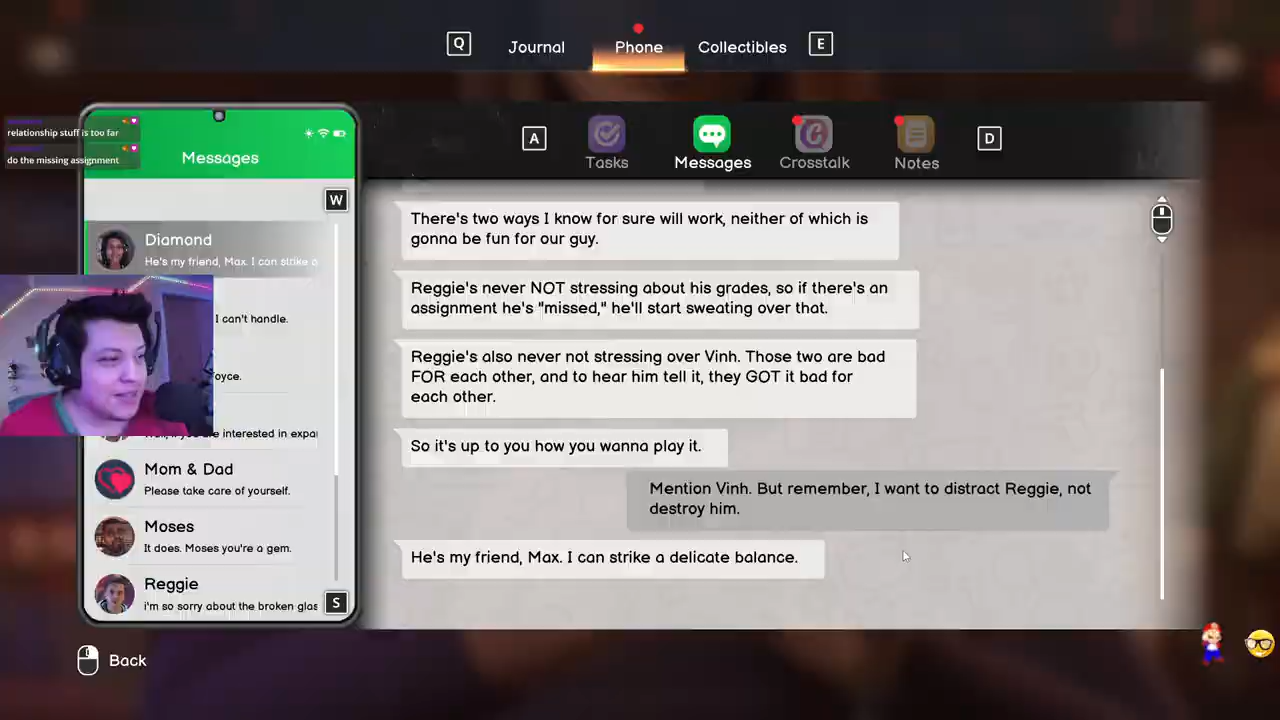 Q Journal Phone Collectibles E
relationship stuff is too far
do the missing assignment
Messages
A Tasks Messages Crosstalk Notes D
W
Diamond
He's my friend, Max. I can strike
I can't handle.
oyce.
are interested in expa
Mom & Dad
Please take care of yourself.
Moses
It does. Moses you're a gem.
Reggie
i'm so sorry about the broken glas
S
There's two ways I know for sure will work, neither of which is
gonna be fun for our guy.
Reggie's never NOT stressing about his grades, so if there's an
assignment he's "missed," he'll start sweating over that.
Reggie's also never not stressing over Vinh. Those two are bad
FOR each other, and to hear him tell it, they GOT it bad for
each other.
So it's up to you how you wanna play it.
Mention Vinh. But remember, I want to distract Reggie, not
destroy him.
He's my friend, Max. I can strike a delicate balance.
Back